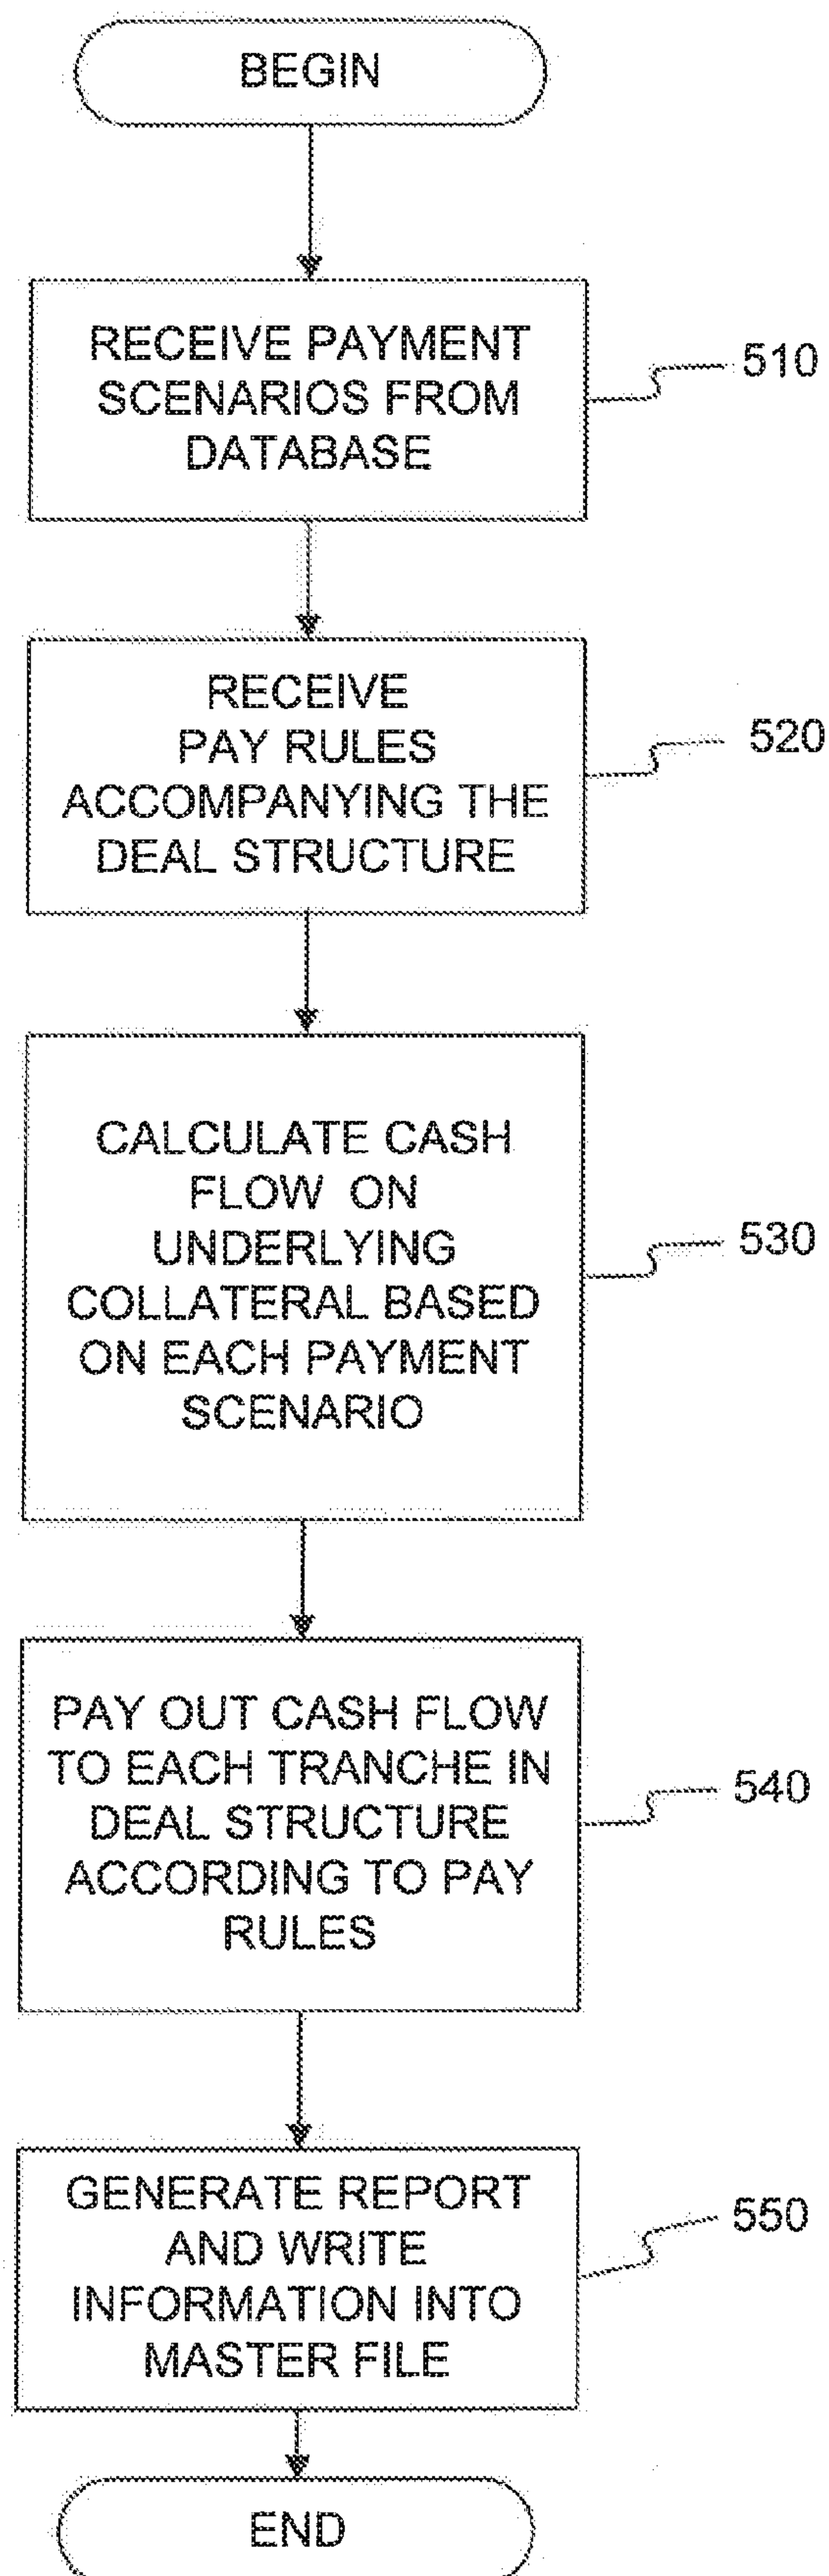 BEGIN
RECEIVE PAYMENT
SCENARIOS FROM
DATABASE
510
RECEIVE
PAY RULES
ACCOMPANYING THE
DEAL STRUCTURE
520
CALCULATE CASH
FLOW ON
UNDERLYING
COLLATERAL BASED
ON EACH PAYMENT
SCENARIO
530
PAY OUT CASH FLOW
TO EACH TRANCHE IN
DEAL STRUCTURE
ACCORDING TO PAY
RULES
540
GENERATE REPORT
AND WRITE
INFORMATION INTO
MASTER FILE
550
END